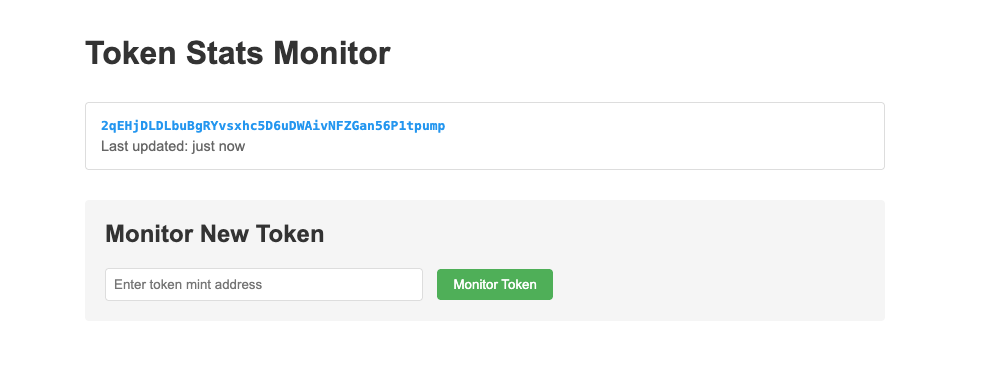 Token Stats Monitor
2qEHjDLDLbuBgRYvsxhc5D6uDWAivNFZGan56P1tpump
Last updated: just now
Monitor New Token
Enter token mint address
Monitor Token